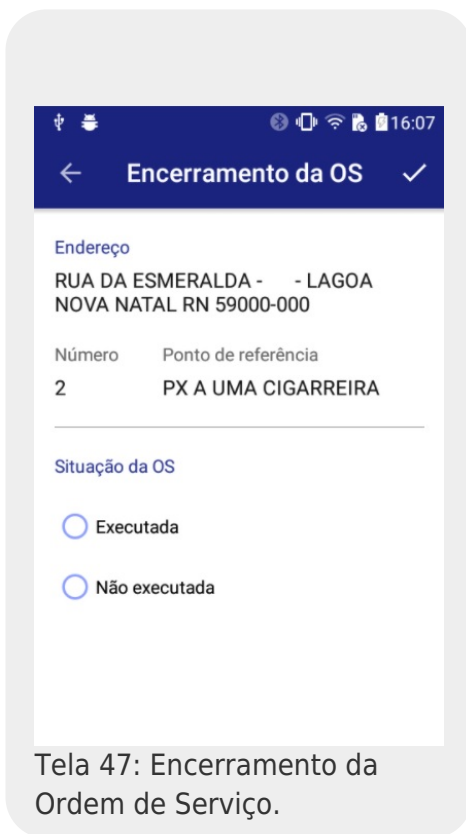 16:07
Encerramento da OS
Endereço
RUA DA ESMERALDA -    - LAGOA
NOVA NATAL RN 59000-000
Número Ponto de referência
2 PX A UMA CIGARREIRA
Situação da OS
Executada
Não executada
Tela 47: Encerramento da
Ordem de Serviço.